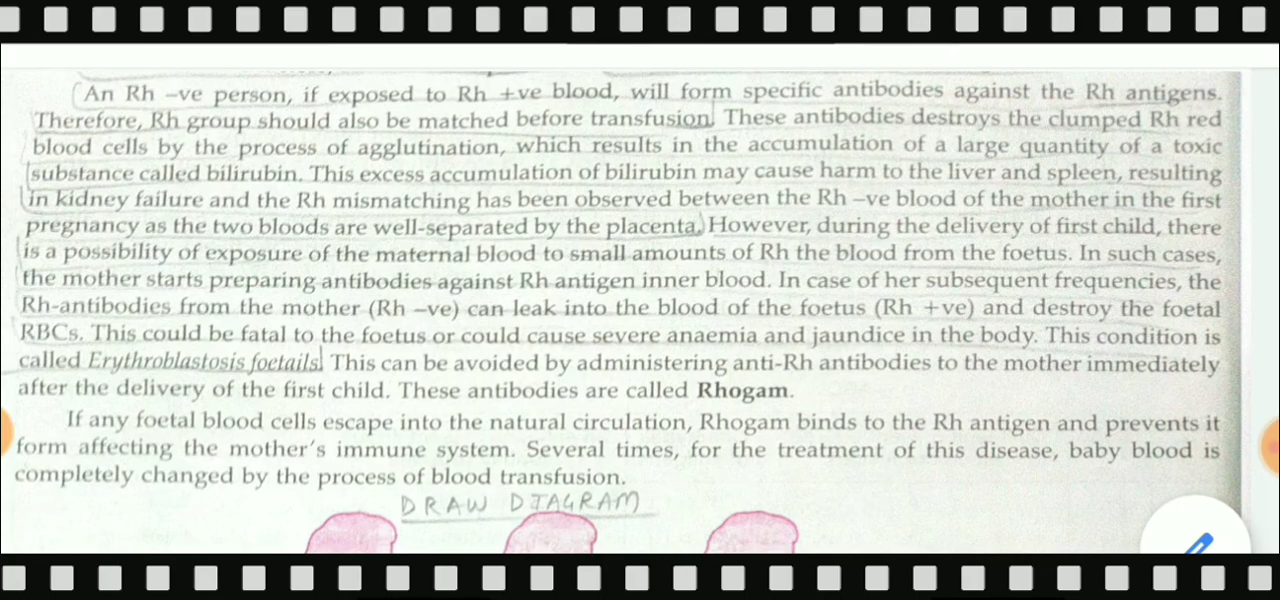 An Rh –ve person, if exposed to Rh +ve blood, will form specific antibodies against the Rh antigens.
Therefore, Rh group should also be matched before transfusion. These antibodies destroys the clumped Rh red
blood cells by the process of agglutination, which results in the accumulation of a large quantity of a toxic
substance called bilirubin. This excess accumulation of bilirubin may cause harm to the liver and spleen, resulting
in kidney failure and the Rh mismatching has been observed between the Rh –ve blood of the mother in the first
pregnancy as the two bloods are well-separated by the placenta. However, during the delivery of first child, there
is a possibility of exposure of the maternal blood to small amounts of Rh the blood from the foetus. In such cases,
the mother starts preparing antibodies against Rh antigen inner blood. In case of her subsequent frequencies, the
Rh-antibodies from the mother (Rh –ve) can leak into the blood of the foetus (Rh +ve) and destroy the foetal
RBCs. This could be fatal to the foetus or could cause severe anaemia and jaundice in the body. This condition is
called Erythroblastosis foetails. This can be avoided by administering anti-Rh antibodies to the mother immediately
after the delivery of the first child. These antibodies are called Rhogam.
If any foetal blood cells escape into the natural circulation, Rhogam binds to the Rh antigen and prevents it
form affecting the mother's immune system. Several times, for the treatment of this disease, baby blood is
completely changed by the process of blood transfusion.
DRAW DIAGRAM